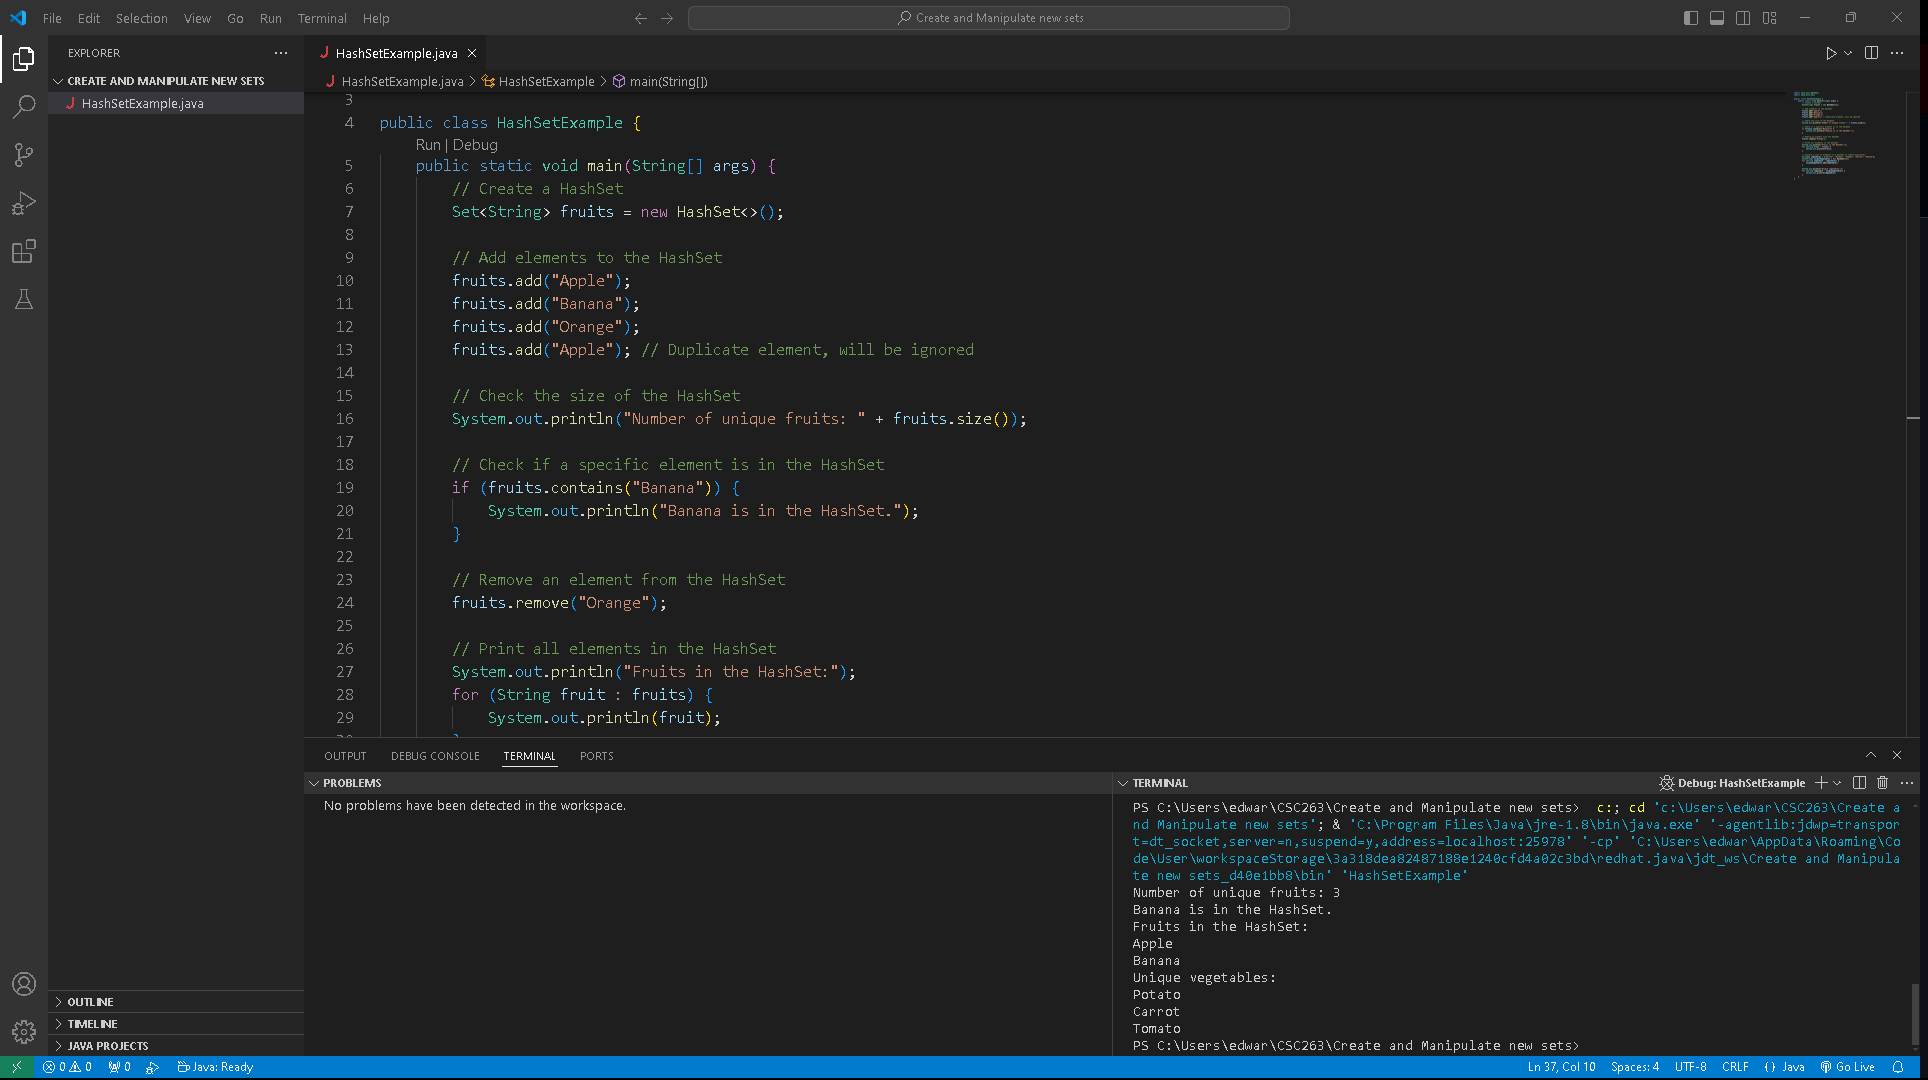 File Edit Selection View Go Run Terminal Help
Create and Manipulate new sets
EXPLORER
CREATE AND MANIPULATE NEW SETS
HashSetExample.java
OUTLINE
TIMELINE
JAVA PROJECTS
HashSetExample.java
HashSetExample.java > HashSetExample > main(String[])
3
4 public class HashSetExample {
Run | Debug
5 public static void main(String[] args) {
6 // Create a HashSet
7 Set<String> fruits = new HashSet<>();
8
9 // Add elements to the HashSet
10 fruits.add("Apple");
11 fruits.add("Banana");
12 fruits.add("Orange");
13 fruits.add("Apple"); // Duplicate element, will be ignored
14
15 // Check the size of the HashSet
16 System.out.println("Number of unique fruits: " + fruits.size());
17
18 // Check if a specific element is in the HashSet
19 if (fruits.contains("Banana")) {
20 System.out.println("Banana is in the HashSet.");
21 }
22
23 // Remove an element from the HashSet
24 fruits.remove("Orange");
25
26 // Print all elements in the HashSet
27 System.out.println("Fruits in the HashSet:");
28 for (String fruit : fruits) {
29 System.out.println(fruit);
OUTPUT DEBUG CONSOLE TERMINAL PORTS
PROBLEMS
No problems have been detected in the workspace.
TERMINAL
Debug: HashSetExample
PS C:\Users\edwar\CSC263\Create and Manipulate new sets> c:; cd 'c:\Users\edwar\CSC263\Create a
nd Manipulate new sets'; & 'C:\Program Files\Java\jre-1.8\bin\java.exe' '-agentlib:jdwp=transpor
t=dt_socket,server=n,suspend=y,address=localhost:25978' '-cp' 'C:\Users\edwar\AppData\Roaming\Co
de\User\workspaceStorage\3a318dea82487188e1240cfd4a02c3bd\redhat.java\jdt_ws\Create and Manipula
te new sets_d40e1bb8\bin' 'HashSetExample'
Number of unique fruits: 3
Banana is in the HashSet.
Fruits in the HashSet:
Apple
Banana
Unique vegetables:
Potato
Carrot
Tomato
PS C:\Users\edwar\CSC263\Create and Manipulate new sets>
0 0 0 Java: Ready
Ln 37, Col 10 Spaces: 4 UTF-8 CRLF {} Java Go Live